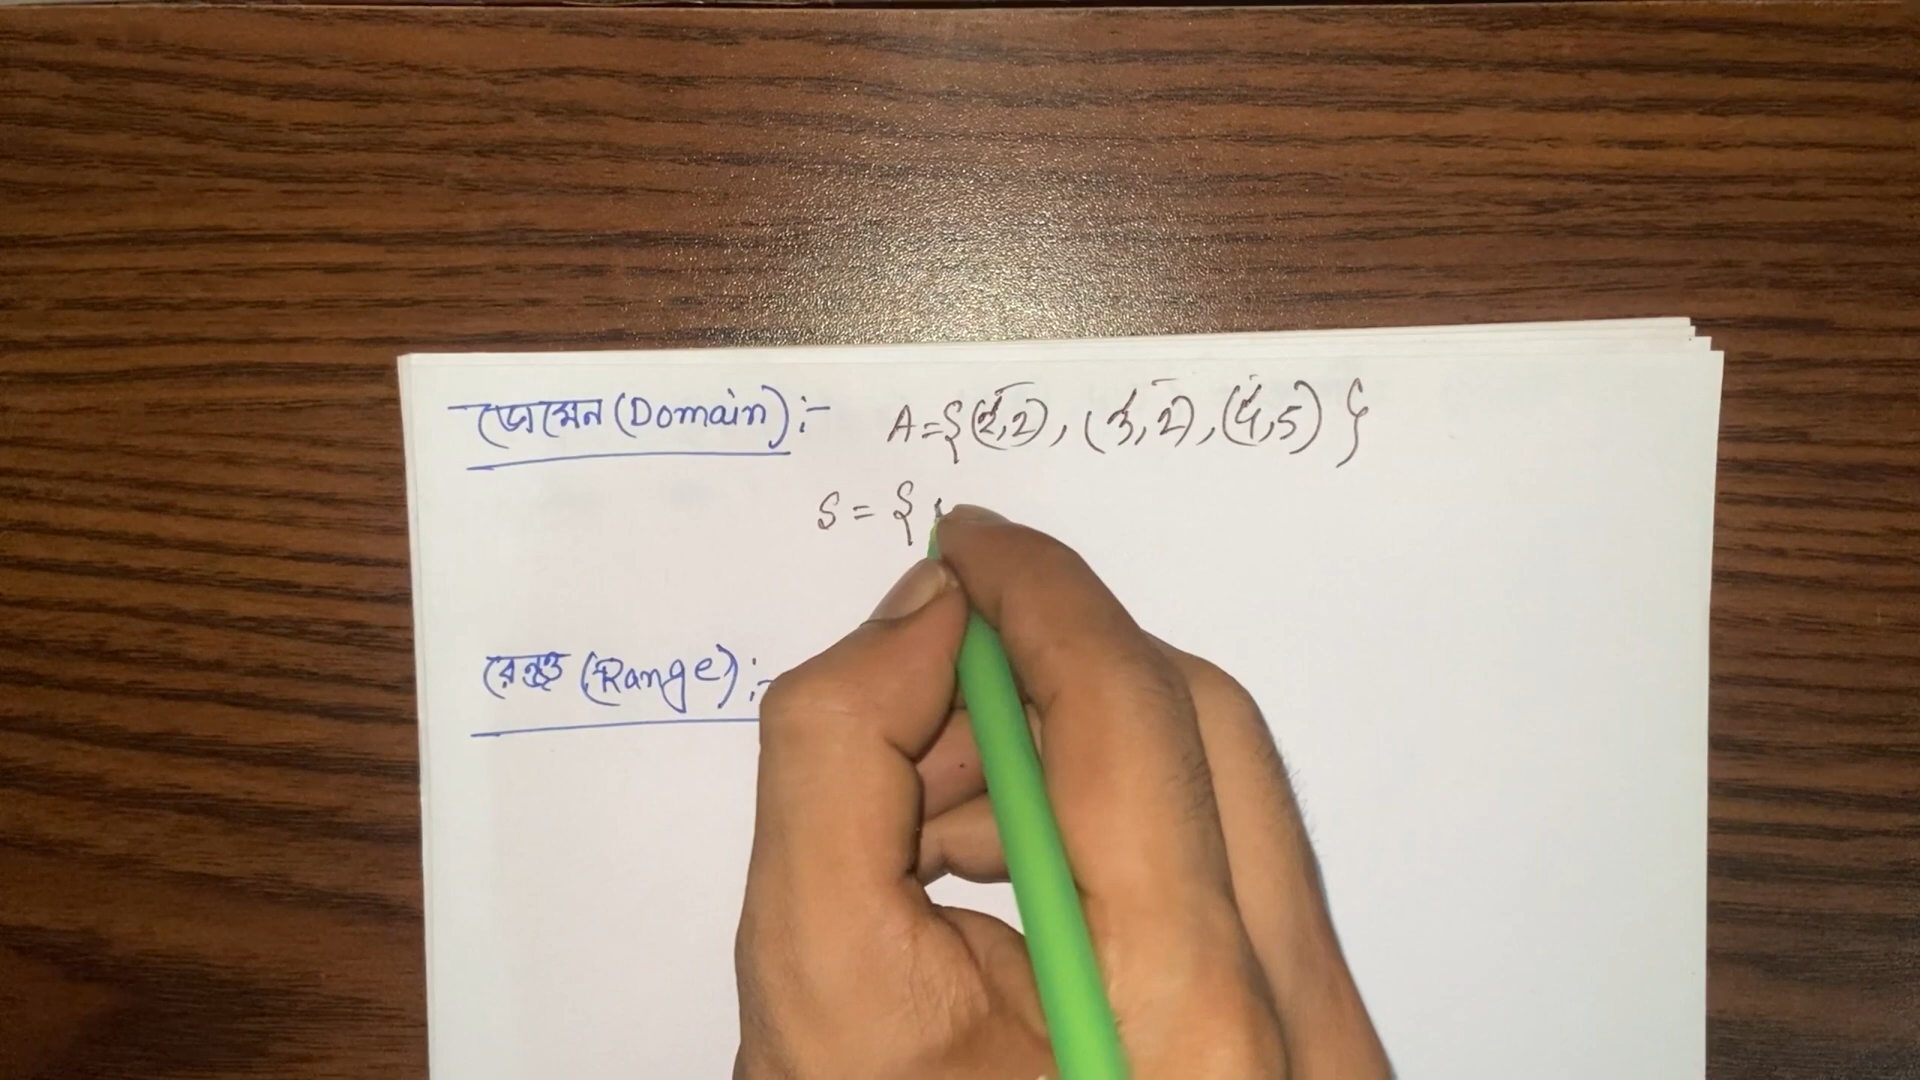 ডোমেন (Domain) :- A={(2,2), (3,2), (4,5)}
S = {
রেঞ্জ (Range) :-